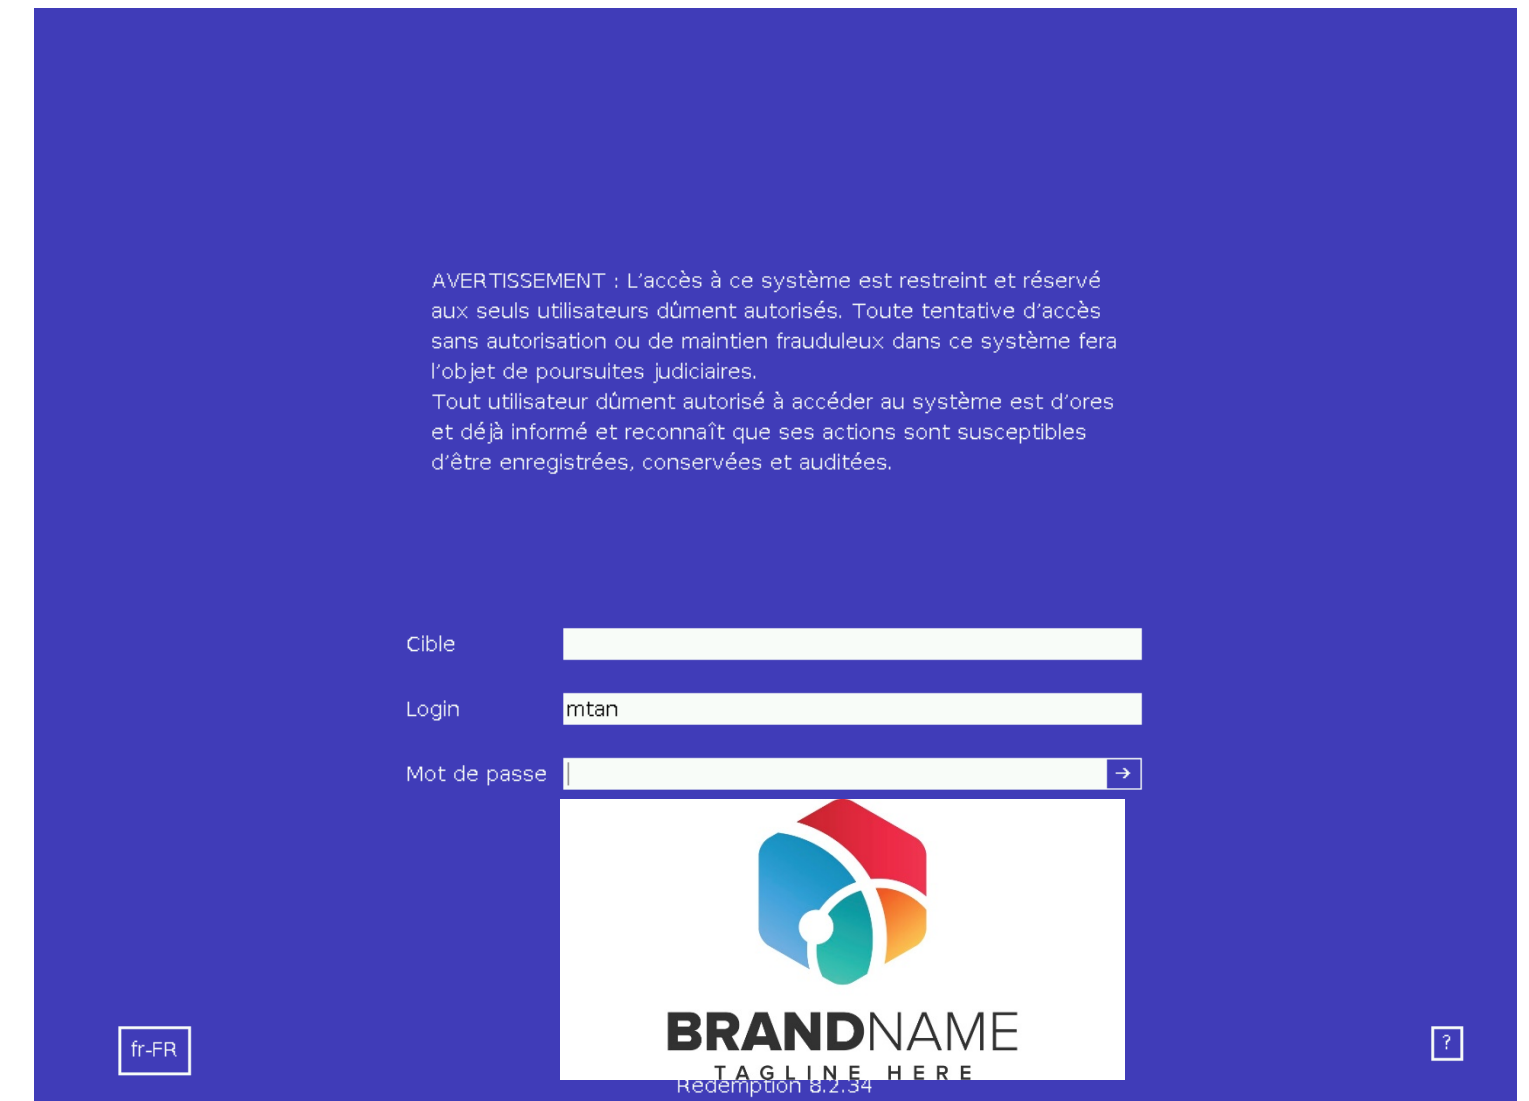 AVERTISSEMENT : L'accès à ce système est restreint et réservé
aux seuls utilisateurs dûment autorisés. Toute tentative d'accès
sans autorisation ou de maintien frauduleux dans ce système fera
l'objet de poursuites judiciaires.
Tout utilisateur dûment autorisé à accéder au système est d'ores
et déjà informé et reconnaît que ses actions sont susceptibles
d'être enregistrées, conservées et auditées.
Cible
Login mtan
Mot de passe →
BRANDNAME
TAGLINE HERE
fr-FR
?
Redemption 8.2.34